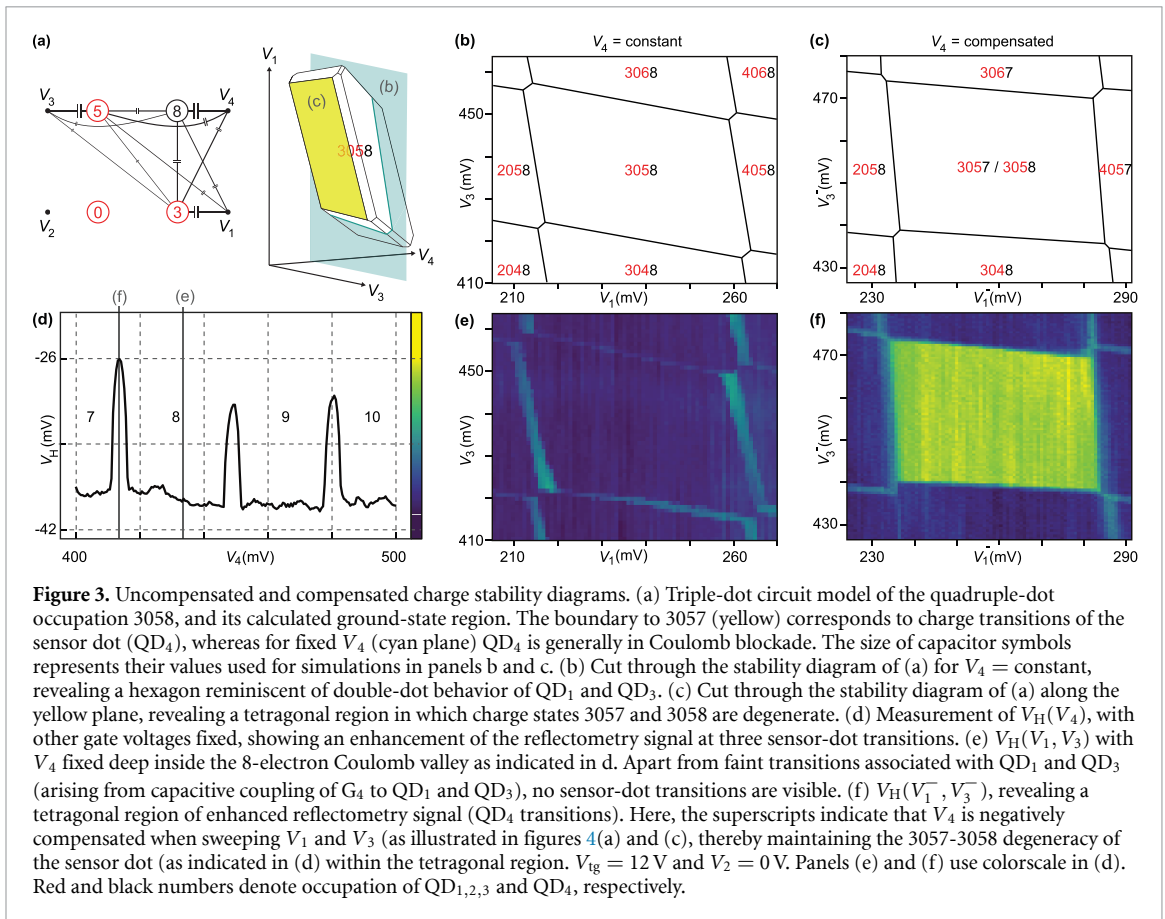 (a)
V3
5
8
V4
V2
0
3
V1
V1
(b)
(c)
3058
V4
V3
(b)
V4 = constant
3068
4068
450
2058
3058
4058
V3 (mV)
2048
3048
410
210
V1(mV)
260
(c)
V4 = compensated
3067
470
2058
3057 / 3058
4057
V3⁻ (mV)
430
2048
3048
230
V1⁻(mV)
290
(d)
(f)
(e)
-26
7
8
9
10
VH (mV)
-42
400
V4(mV)
500
(e)
450
V3 (mV)
410
210
V1(mV)
260
(f)
470
V3⁻ (mV)
430
230
V1⁻(mV)
290
Figure 3. Uncompensated and compensated charge stability diagrams. (a) Triple-dot circuit model of the quadruple-dot
occupation 3058, and its calculated ground-state region. The boundary to 3057 (yellow) corresponds to charge transitions of the
sensor dot (QD4), whereas for fixed V4 (cyan plane) QD4 is generally in Coulomb blockade. The size of capacitor symbols
represents their values used for simulations in panels b and c. (b) Cut through the stability diagram of (a) for V4 = constant,
revealing a hexagon reminiscent of double-dot behavior of QD1 and QD3. (c) Cut through the stability diagram of (a) along the
yellow plane, revealing a tetragonal region in which charge states 3057 and 3058 are degenerate. (d) Measurement of VH(V4), with
other gate voltages fixed, showing an enhancement of the reflectometry signal at three sensor-dot transitions. (e) VH(V1, V3) with
V4 fixed deep inside the 8-electron Coulomb valley as indicated in d. Apart from faint transitions associated with QD1 and QD3
(arising from capacitive coupling of G4 to QD1 and QD3), no sensor-dot transitions are visible. (f) VH(V1⁻, V3⁻), revealing a
tetragonal region of enhanced reflectometry signal (QD4 transitions). Here, the superscripts indicate that V4 is negatively
compensated when sweeping V1 and V3 (as illustrated in figures 4(a) and (c), thereby maintaining the 3057-3058 degeneracy of
the sensor dot (as indicated in (d) within the tetragonal region. Vtg = 12 V and V2 = 0 V. Panels (e) and (f) use colorscale in (d).
Red and black numbers denote occupation of QD1,2,3 and QD4, respectively.